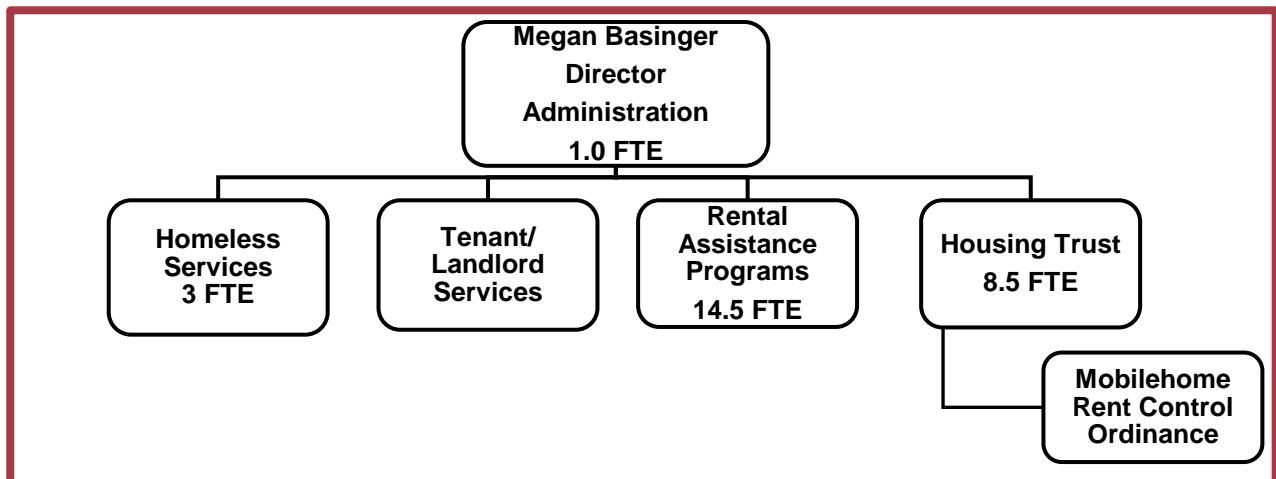 Megan Basinger
Director
Administration
1.0 FTE
Homeless
Services
3 FTE
Tenant/
Landlord
Services
Rental
Assistance
Programs
14.5 FTE
Housing Trust
8.5 FTE
Mobilehome
Rent Control
Ordinance